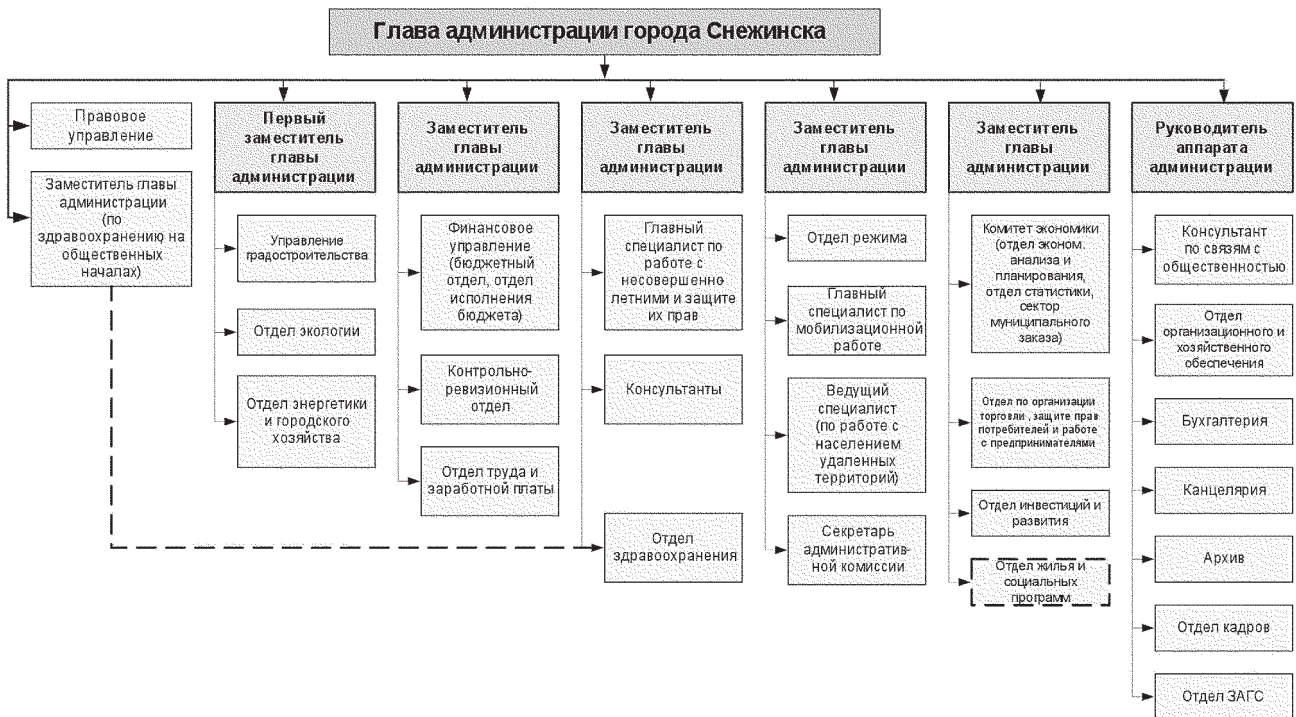 Глава администрации города Снежинска
Правовое
управление
Заместитель главы
администрации
(по
здравоохранению на
общественных
началах)
Первый
заместитель
главы
администрации
Управление
градостроительства
Отдел экологии
Отдел энергетики
и городского
хозяйства
Заместитель
главы
администрации
Финансовое
управление
(бюджетный
отдел, отдел
исполнения
бюджета)
Контрольно-
ревизионный
отдел
Отдел труда и
заработной платы
Заместитель
главы
администрации
Главный
специалист по
работе с
несовершенно-
летними и защите
их прав
Консультанты
Отдел
здравоохранения
Заместитель
главы
администрации
Отдел режима
Главный
специалист по
мобилизационной
работе
Ведущий
специалист
(по работе с
населением
удаленных
территорий)
Секретарь
административ-
ной комиссии
Заместитель
главы
администрации
Комитет экономики
(отдел эконом.
анализа и
планирования,
отдел статистики,
сектор
муниципального
заказа)
Отдел по организации
торговли , защите прав
потребителей и работе
с предпринимателями
Отдел инвестиций и
развития
Отдел жилья и
социальных
программ
Руководитель
аппарата
администрации
Консультант
по связям с
общественностью
Отдел
организационного и
хозяйственного
обеспечения
Бухгалтерия
Канцелярия
Архив
Отдел кадров
Отдел ЗАГС